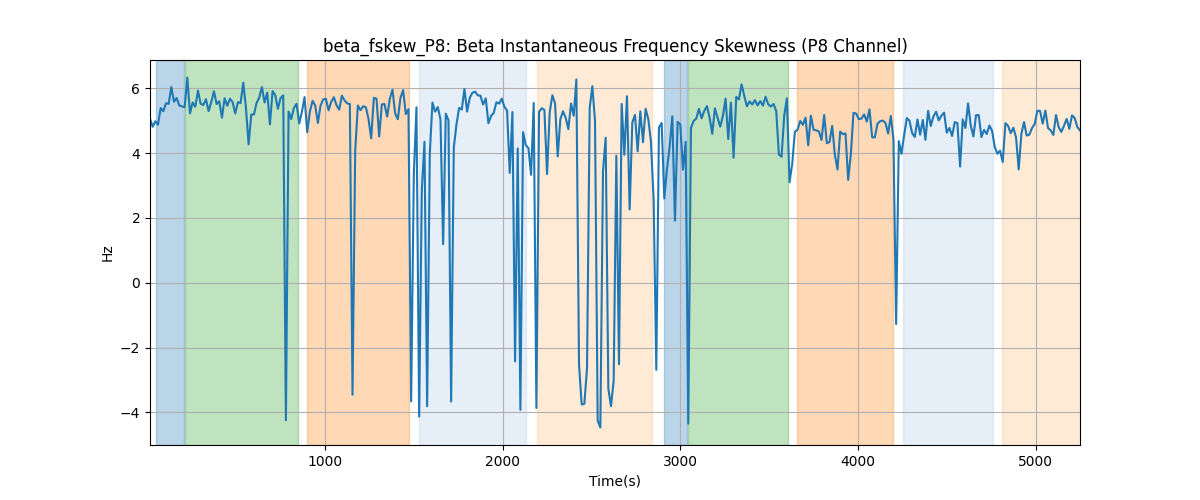 beta_fskew_P8: Beta Instantaneous Frequency Skewness (P8 Channel)
6
4
2
0
−2
−4
Hz
1000 2000 3000 4000 5000
Time(s)